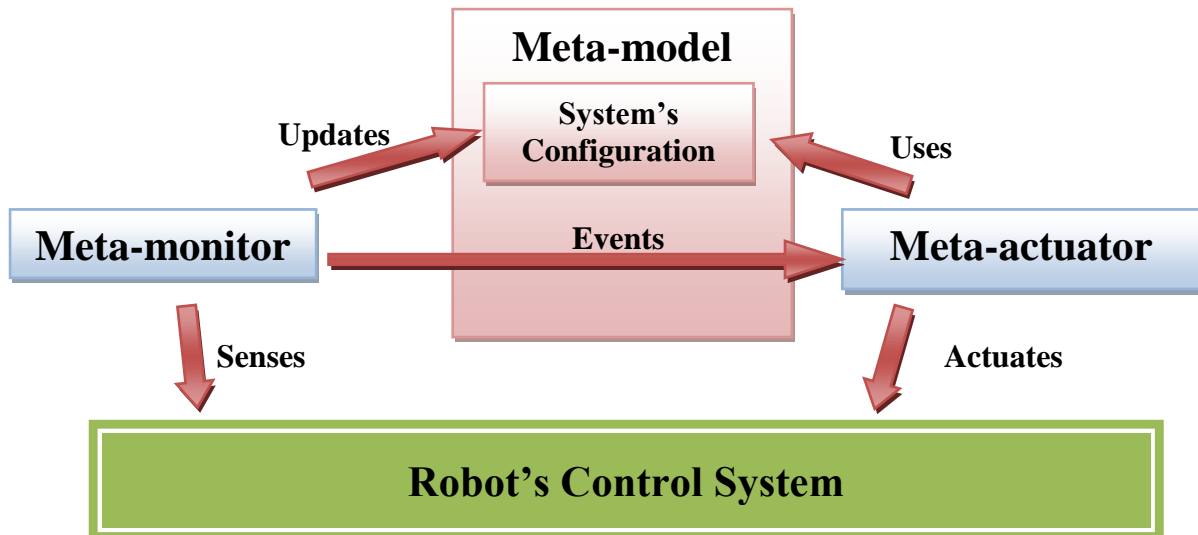 Meta-model
System’s
Configuration
Updates
Uses
Meta-monitor
Events
Meta-actuator
Senses
Actuates
Robot’s Control System